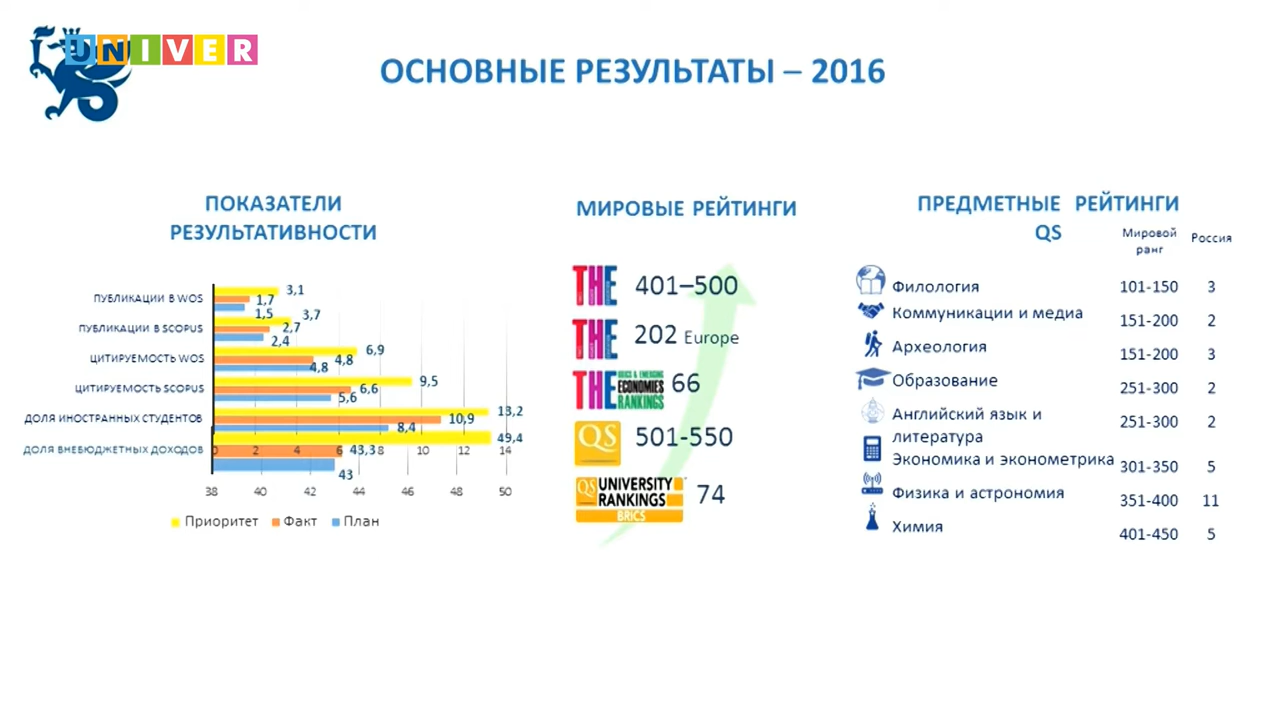 UNIVER
ОСНОВНЫЕ РЕЗУЛЬТАТЫ – 2016
ПОКАЗАТЕЛИ
РЕЗУЛЬТАТИВНОСТИ
ПУБЛИКАЦИИ В WOS
3,1
1,7
1,5
ПУБЛИКАЦИИ В SCOPUS
3,7
2,7
2,4
ЦИТИРУЕМОСТЬ WOS
6,9
4,8
4,8
ЦИТИРУЕМОСТЬ SCOPUS
9,5
6,6
5,6
ДОЛЯ ИНОСТРАННЫХ СТУДЕНТОВ
13,2
10,9
8,4
ДОЛЯ ВНЕБЮДЖЕТНЫХ ДОХОДОВ
49,4
43,3
43
0 2 4 6 8 10 12 14
38 40 42 44 46 48 50
Приоритет Факт План
МИРОВЫЕ РЕЙТИНГИ
THE 401–500
THE 202 Europe
THE BRICS & EMERGING
ECONOMIES
RANKINGS 66
QS 501-550
QS UNIVERSITY
RANKINGS
BRICS 74
ПРЕДМЕТНЫЕ РЕЙТИНГИ
QS
Мировой
ранг
Россия
Филология 101-150 3
Коммуникации и медиа 151-200 2
Археология 151-200 3
Образование 251-300 2
Английский язык и
литература 251-300 2
Экономика и эконометрика 301-350 5
Физика и астрономия 351-400 11
Химия 401-450 5